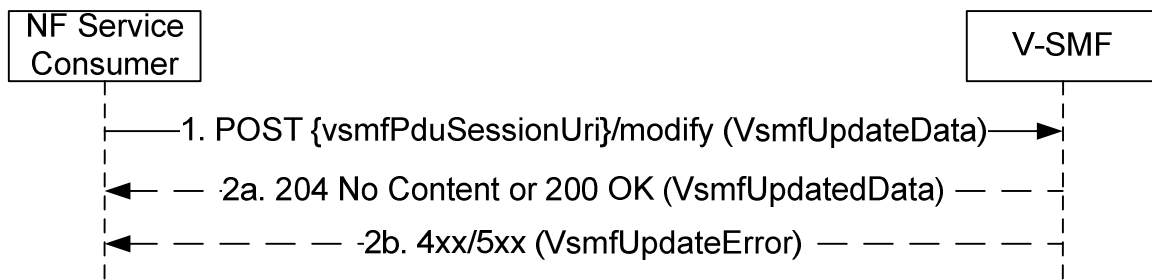 NF Service
Consumer
V-SMF
1. POST {vsmfPduSessionUri}/modify (VsmfUpdateData)
2a. 204 No Content or 200 OK (VsmfUpdatedData)
2b. 4xx/5xx (VsmfUpdateError)